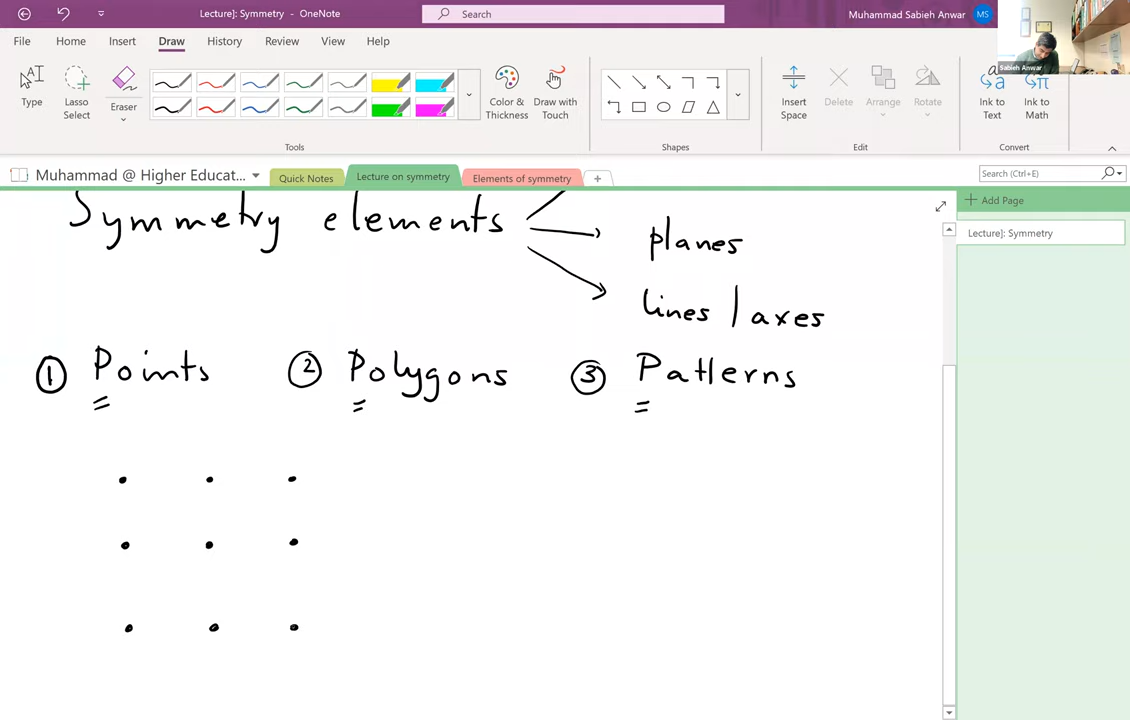 Lecture]: Symmetry - OneNote
Search
Muhammad Sabieh Anwar
MS
File
Home
Insert
Draw
History
Review
View
Help
Sabieh Anwar
Type
Lasso Select
Eraser
Color & Thickness
Draw with Touch
Insert Space
Delete
Arrange
Rotate
Ink to Text
Ink to Math
Tools
Shapes
Edit
Convert
Muhammad @ Higher Educat...
Quick Notes
Lecture on symmetry
Elements of symmetry
Search (Ctrl+E)
Add Page
Lecture]: Symmetry
Symmetry elements
planes
lines / axes
① Points ② Polygons ③ Patterns